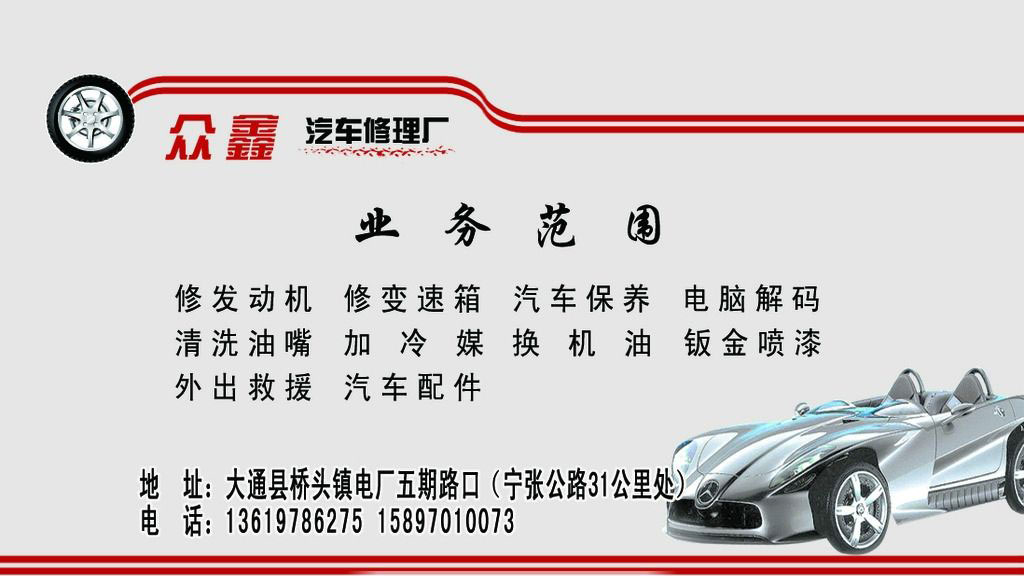 众鑫 汽车修理厂
业务范围
修发动机 修变速箱 汽车保养 电脑解码
清洗油嘴 加冷媒 换机油 钣金喷漆
外出救援 汽车配件
地 址：大通县桥头镇电厂五期路口（宁张公路31公里处）
电 话：13619786275 15897010073